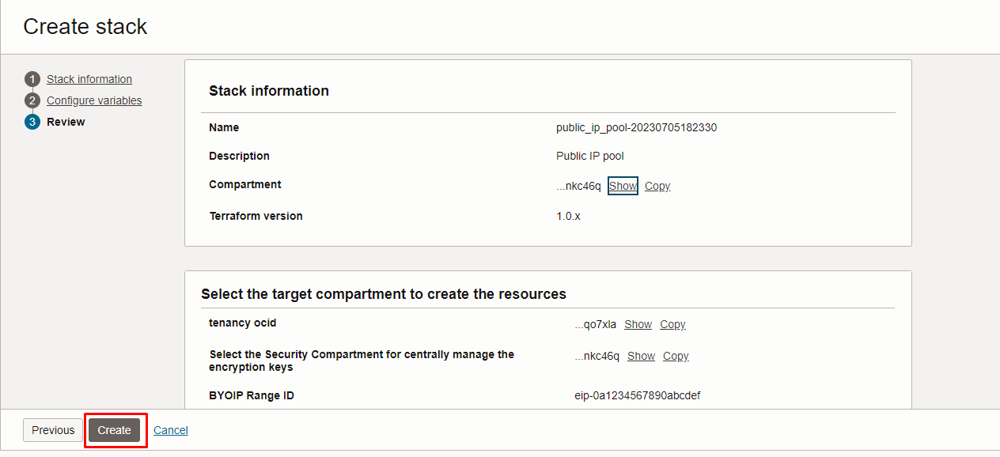 Create stack
1 Stack information
2 Configure variables
3 Review
Stack information
Name public_ip_pool-20230705182330
Description Public IP pool
Compartment ...nkc46q Show Copy
Terraform version 1.0.x
Select the target compartment to create the resources
tenancy ocid ...qo7xla Show Copy
Select the Security Compartment for centrally manage the
encryption keys ...nkc46q Show Copy
BYOIP Range ID eip-0a1234567890abcdef
Previous Create Cancel